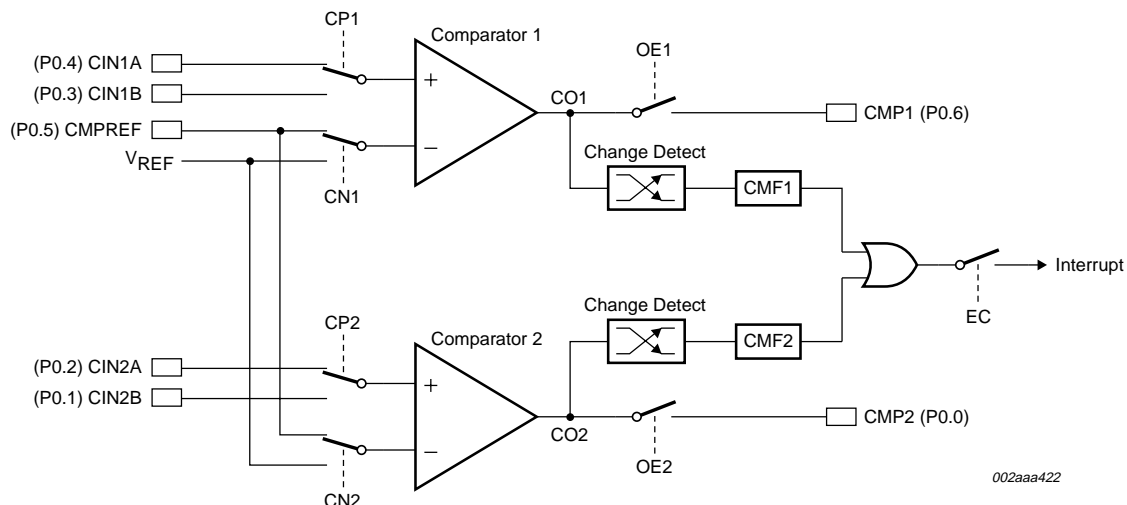 CP1
Comparator 1
OE1
(P0.4) CIN1A
(P0.3) CIN1B
(P0.5) CMPREF
VREF
+
−
CN1
CO1
CMP1 (P0.6)
Change Detect
CMF1
Interrupt
EC
Change Detect
CMF2
CP2
Comparator 2
(P0.2) CIN2A
(P0.1) CIN2B
+
−
CN2
CO2
OE2
CMP2 (P0.0)
002aaa422